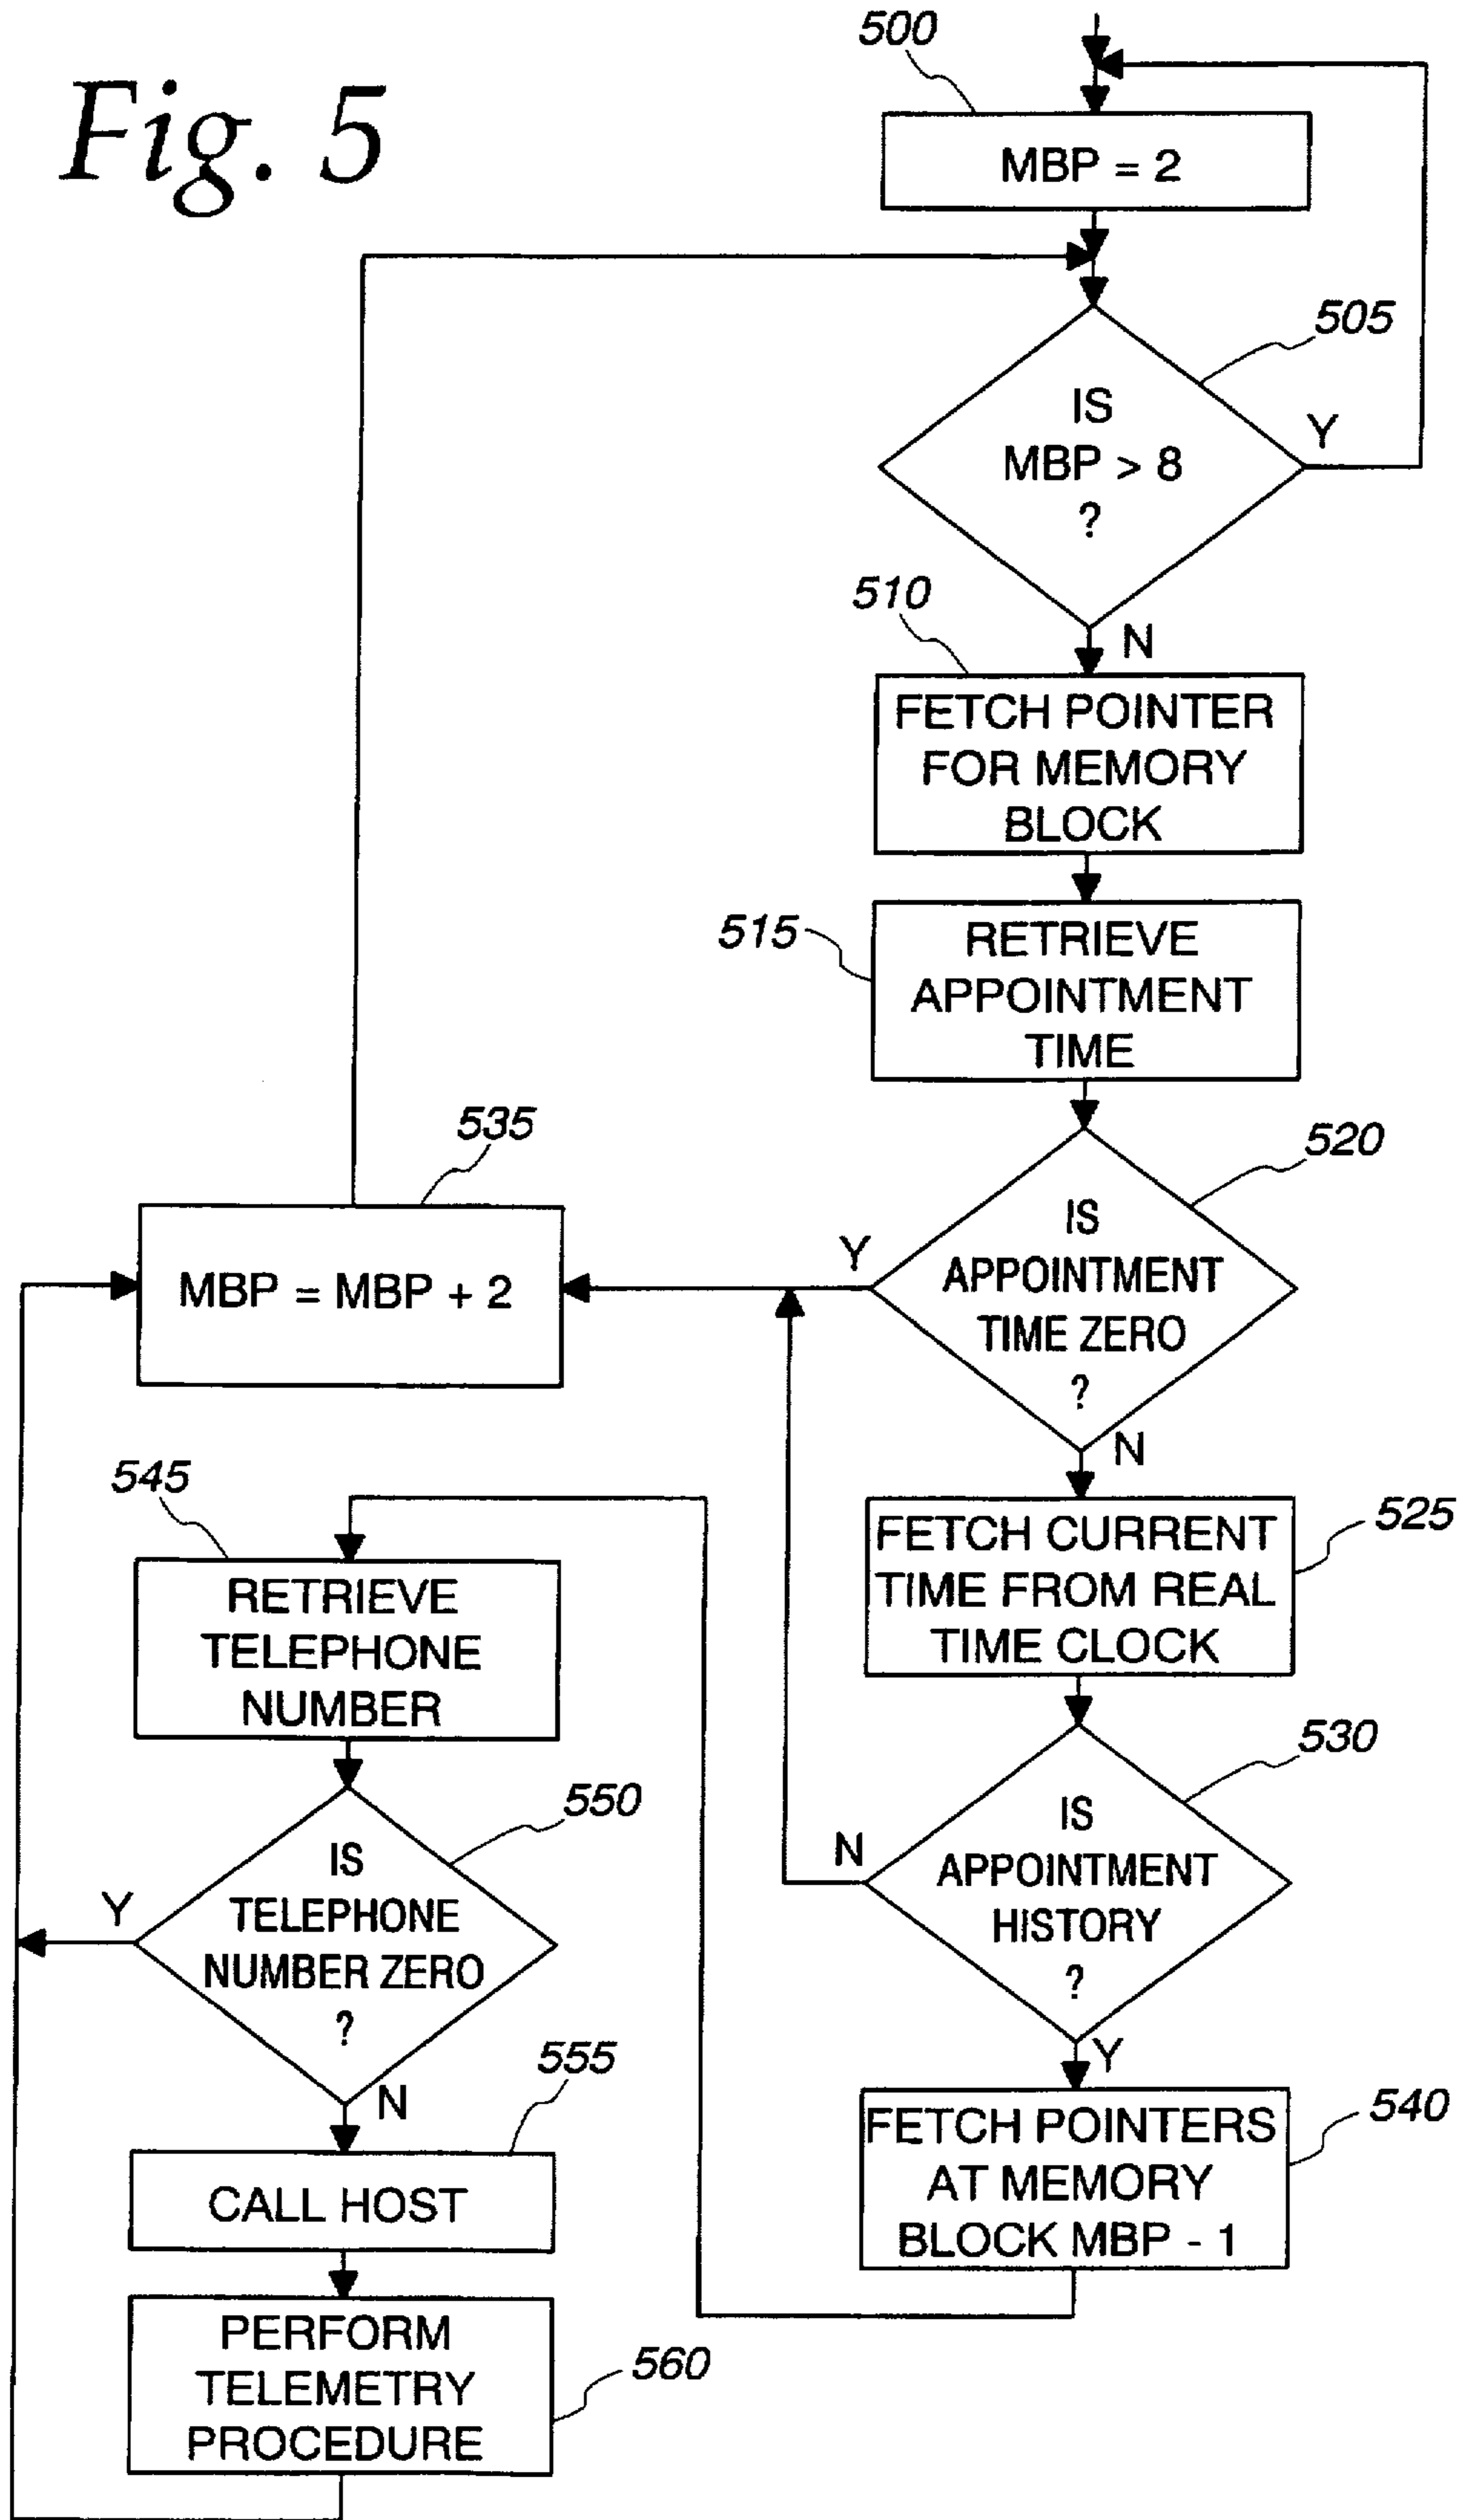 Fig. 5
500
MBP = 2
505
IS
MBP > 8
?
Y
N
510
FETCH POINTER
FOR MEMORY
BLOCK
515
RETRIEVE
APPOINTMENT
TIME
520
IS
APPOINTMENT
TIME ZERO
?
Y
N
535
MBP = MBP + 2
525
FETCH CURRENT
TIME FROM REAL
TIME CLOCK
530
IS
APPOINTMENT
HISTORY
?
N
Y
540
FETCH POINTERS
AT MEMORY
BLOCK MBP - 1
545
RETRIEVE
TELEPHONE
NUMBER
550
IS
TELEPHONE
NUMBER ZERO
?
Y
N
555
CALL HOST
PERFORM
TELEMETRY
PROCEDURE
560